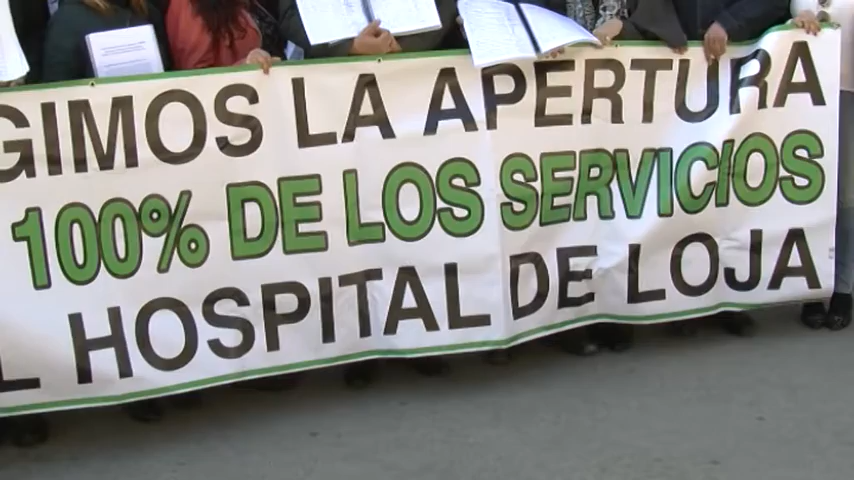 GIMOS LA APERTURA
100% DE LOS SERVICIOS
L HOSPITAL DE LOJA